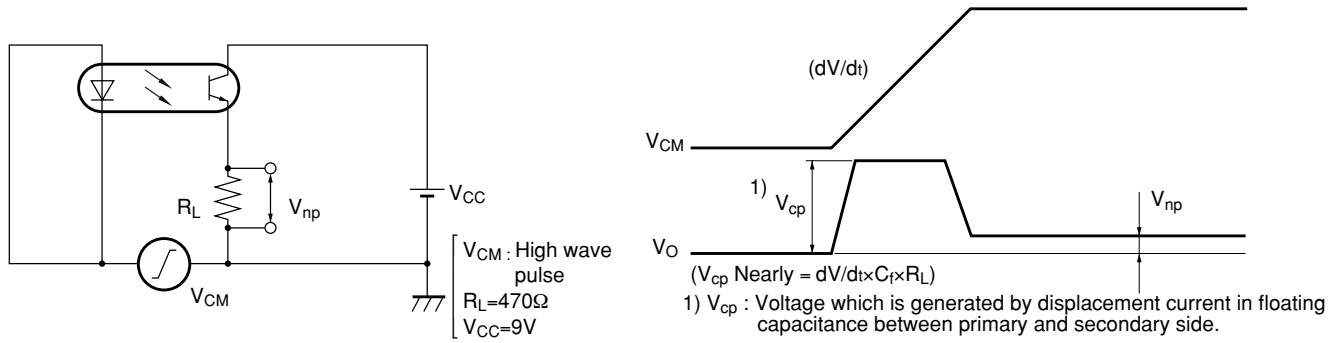 R_L
V_np
V_CC
V_CM
V_CM : High wave
pulse
R_L=470Ω
V_CC=9V
(dV/dt)
V_CM
1)
V_cp
V_np
V_O
(V_cp Nearly = dV/dt×C_f×R_L)
1) V_cp : Voltage which is generated by displacement current in floating
capacitance between primary and secondary side.